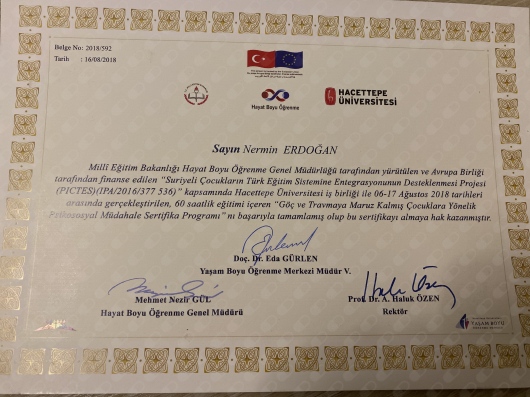 Belge No: 2018/592
Tarih : 16/08/2018
Hayat Boyu Öğrenme
HACETTEPE
ÜNİVERSİTESİ
Sayın Nermin ERDOĞAN
Millî Eğitim Bakanlığı Hayat Boyu Öğrenme Genel Müdürlüğü tarafından yürütülen ve Avrupa Birliği
tarafından finanse edilen "Suriyeli Çocukların Türk Eğitim Sistemine Entegrasyonunun Desteklenmesi Projesi
(PICTES)(IPA/2016/377 536)" kapsamında Hacettepe Üniversitesi iş birliği ile 06-17 Ağustos 2018 tarihleri
arasında gerçekleştirilen, 60 saatlik eğitimi içeren "Göç ve Travmaya Maruz Kalmış Çocuklara Yönelik
Psikososyal Müdahale Sertifika Programı"nı başarıyla tamamlamış olup bu sertifikayı almaya hak kazanmıştır.
Doç. Dr. Eda GÜRLEN
Yaşam Boyu Öğrenme Merkezi Müdür V.
Mehmet Nezir GÜL
Hayat Boyu Öğrenme Genel Müdürü
Prof. Dr. A. Haluk ÖZEN
Rektör
YAŞAM BOYU